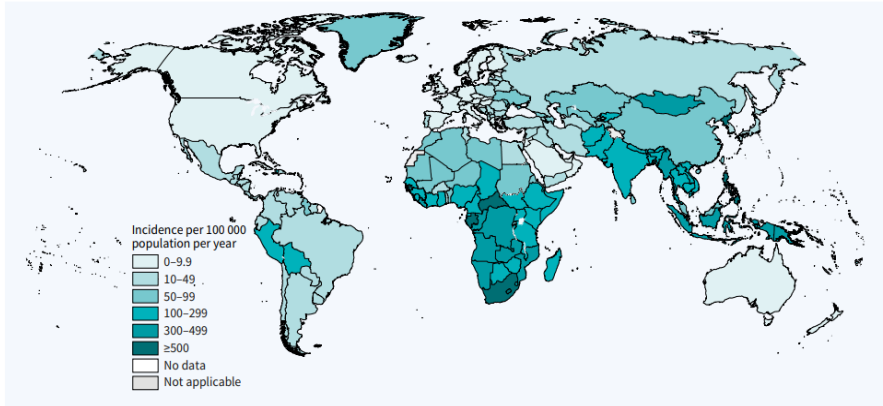 Incidence per 100 000
population per year
0–9.9
10–49
50–99
100–299
300–499
≥500
No data
Not applicable